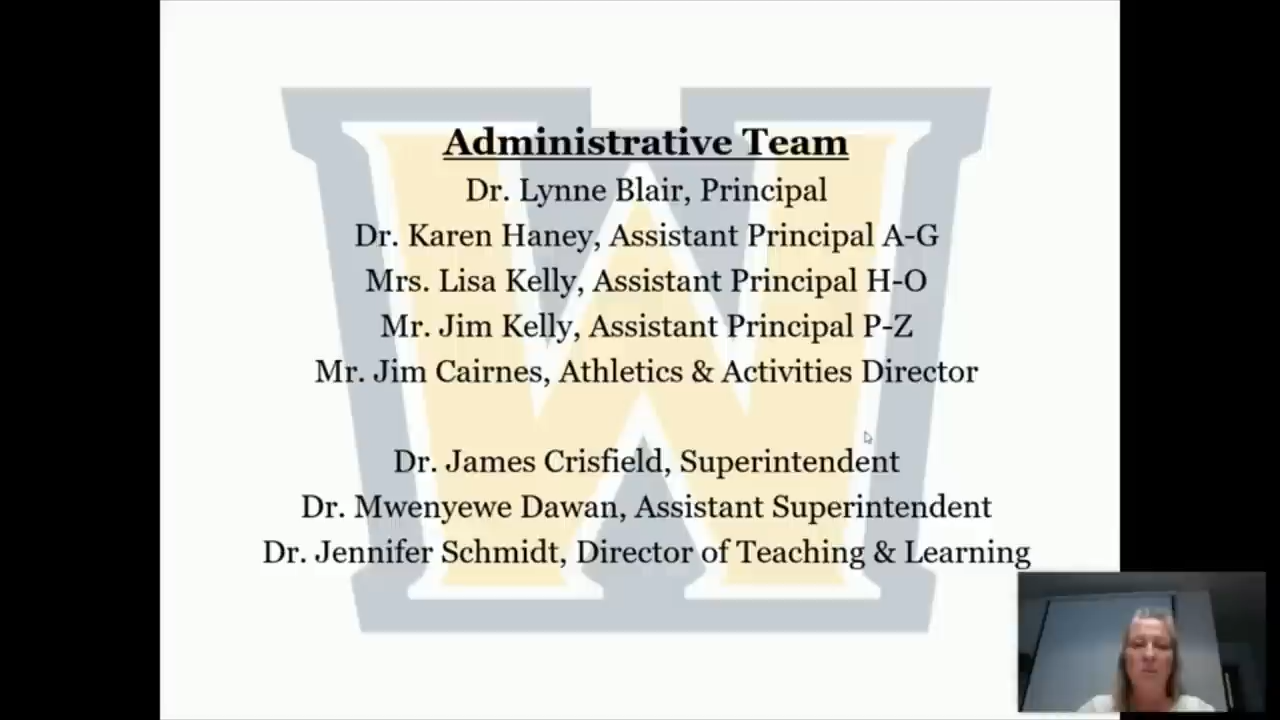 Administrative Team
Dr. Lynne Blair, Principal
Dr. Karen Haney, Assistant Principal A-G
Mrs. Lisa Kelly, Assistant Principal H-O
Mr. Jim Kelly, Assistant Principal P-Z
Mr. Jim Cairnes, Athletics & Activities Director
Dr. James Crisfield, Superintendent
Dr. Mwenyewe Dawan, Assistant Superintendent
Dr. Jennifer Schmidt, Director of Teaching & Learning
W